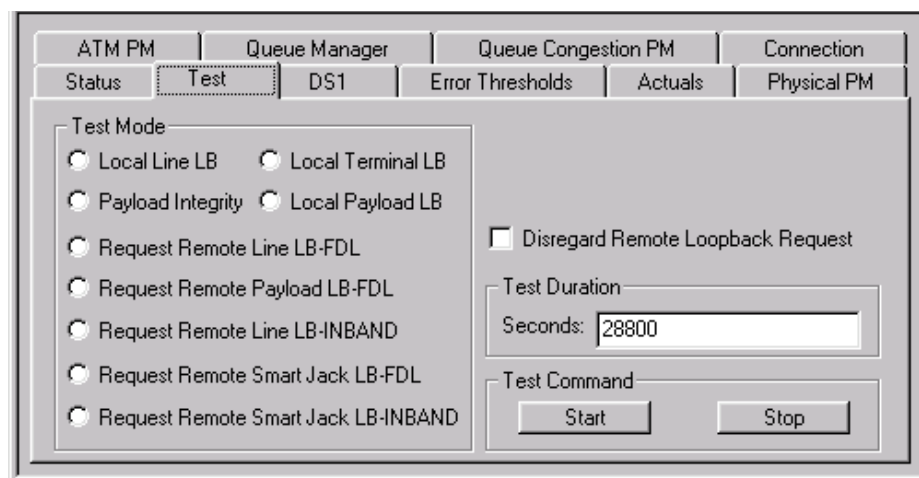 ATM PM Queue Manager Queue Congestion PM Connection
Status Test DS1 Error Thresholds Actuals Physical PM
Test Mode
Local Line LB Local Terminal LB
Payload Integrity Local Payload LB
Request Remote Line LB-FDL
Request Remote Payload LB-FDL
Request Remote Line LB-INBAND
Request Remote Smart Jack LB-FDL
Request Remote Smart Jack LB-INBAND
Disregard Remote Loopback Request
Test Duration
Seconds: 28800
Test Command
Start Stop